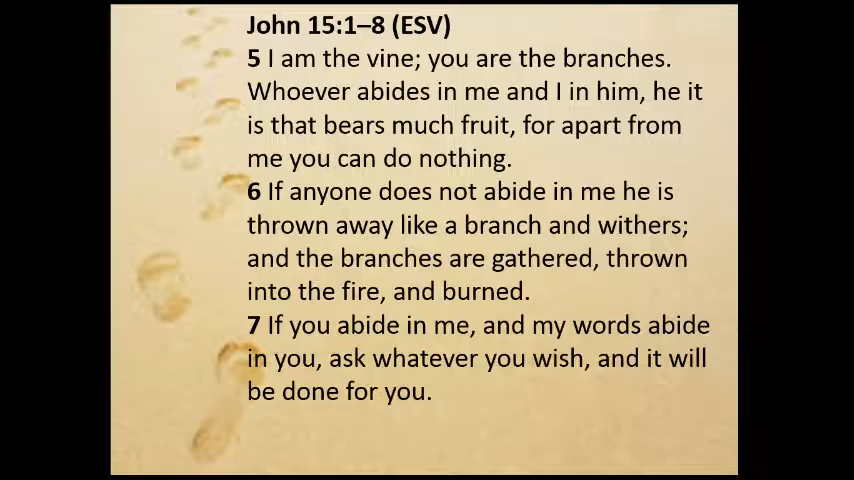 John 15:1–8 (ESV)
5 I am the vine; you are the branches.
Whoever abides in me and I in him, he it
is that bears much fruit, for apart from
me you can do nothing.
6 If anyone does not abide in me he is
thrown away like a branch and withers;
and the branches are gathered, thrown
into the fire, and burned.
7 If you abide in me, and my words abide
in you, ask whatever you wish, and it will
be done for you.